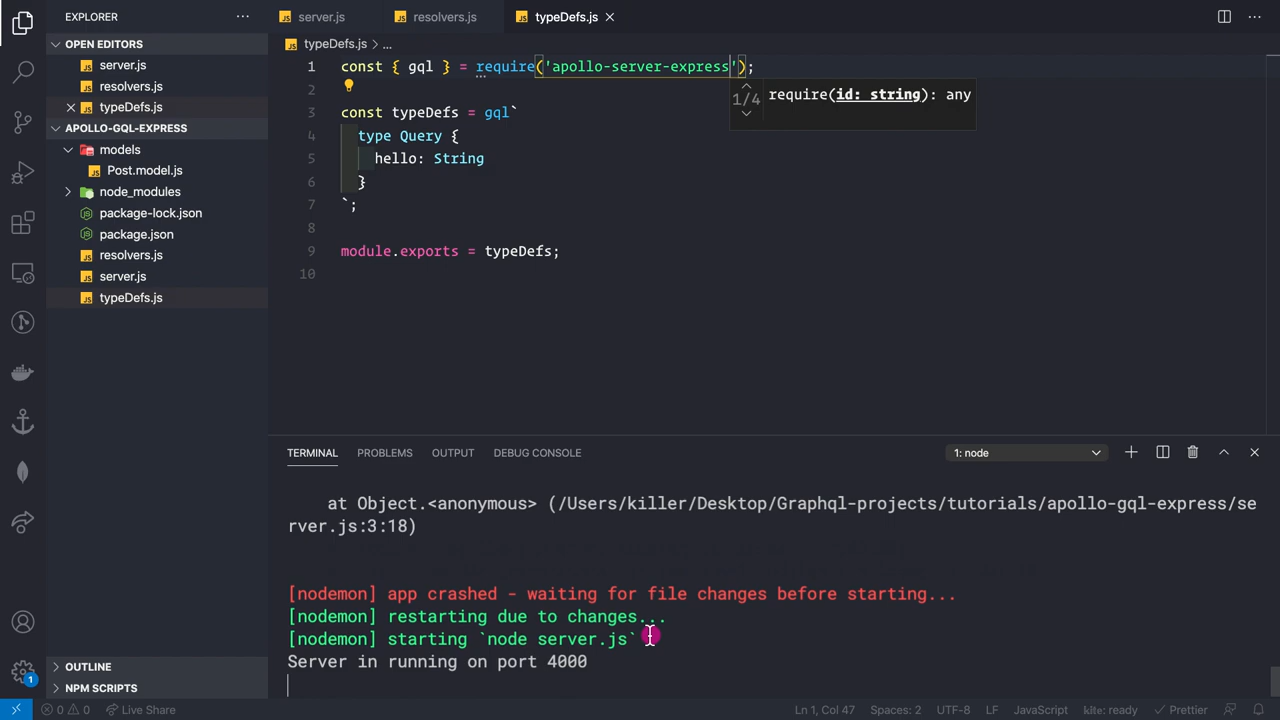 EXPLORER
OPEN EDITORS
server.js
resolvers.js
typeDefs.js
APOLLO-GQL-EXPRESS
models
Post.model.js
node_modules
package-lock.json
package.json
resolvers.js
server.js
typeDefs.js
OUTLINE
NPM SCRIPTS
1
server.js resolvers.js typeDefs.js
typeDefs.js > ...
1 const { gql } = require('apollo-server-express');
1/4 require(id: string): any
2
3 const typeDefs = gql`
4 type Query {
5 hello: String
6 }
7 `;
8
9 module.exports = typeDefs;
10
TERMINAL PROBLEMS OUTPUT DEBUG CONSOLE 1: node
at Object.<anonymous> (/Users/killer/Desktop/Graphql-projects/tutorials/apollo-gql-express/se
rver.js:3:18)
[nodemon] app crashed - waiting for file changes before starting...
[nodemon] restarting due to changes...
[nodemon] starting `node server.js`
Server in running on port 4000
0 0 Live Share Ln 1, Col 47 Spaces: 2 UTF-8 LF JavaScript kite: ready Prettier